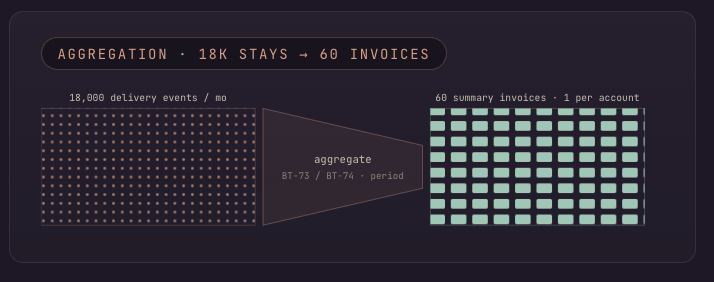 AGGREGATION · 18K STAYS → 60 INVOICES
18,000 delivery events / mo
60 summary invoices · 1 per account
aggregate
BT-73 / BT-74 · period